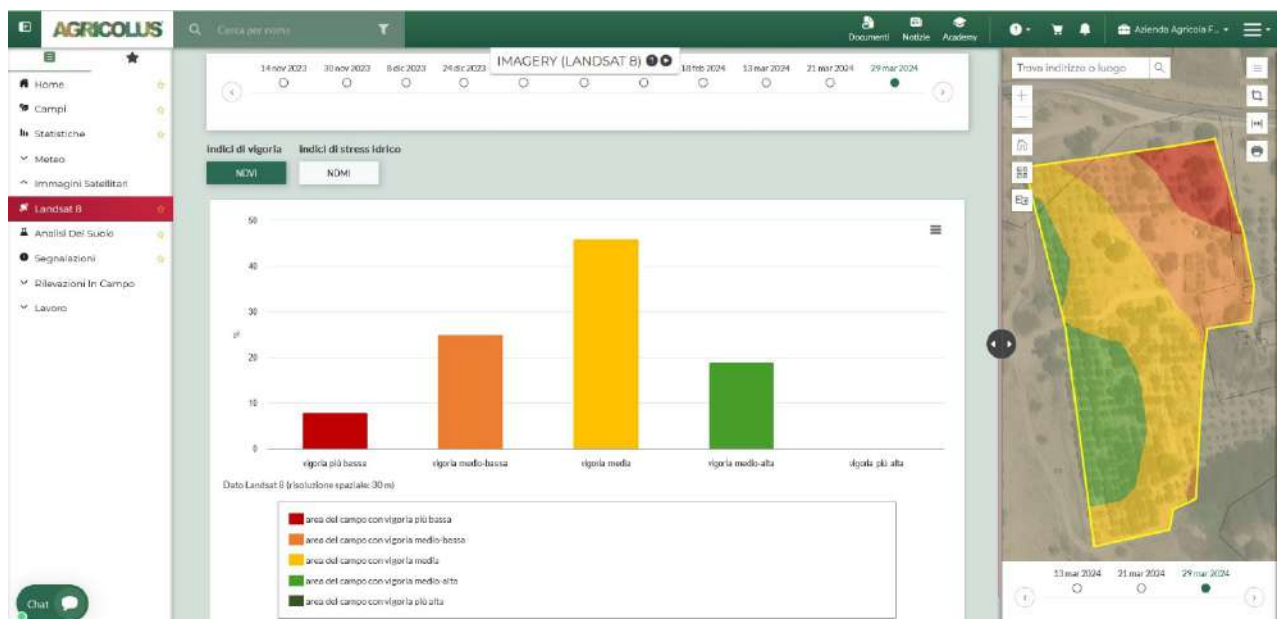 AGRICOLUS
Cerca per nome
Documenti
Notizie
Academy
Azienda Agricola F...
Home
Campi
Statistiche
Meteo
Immagini Satellitari
Landsat 8
Analisi Del Suolo
Segnalazioni
Rilevazioni In Campo
Lavoro
Chat
IMAGERY (LANDSAT 8)
14 nov 2023
30 nov 2023
8 dic 2023
24 dic 2023
18 feb 2024
13 mar 2024
21 mar 2024
29 mar 2024
Indici di vigoria
Indici di stress idrico
NDVI
NDMI
50
40
30
20
10
0
%
vigoria più bassa
vigoria medio-bassa
vigoria media
vigoria medio-alta
vigoria più alta
Dato Landsat 8 (risoluzione spaziale: 30 m)
area del campo con vigoria più bassa
area del campo con vigoria medio-bassa
area del campo con vigoria media
area del campo con vigoria medio-alta
area del campo con vigoria più alta
Trova indirizzo o luogo
13 mar 2024
21 mar 2024
29 mar 2024